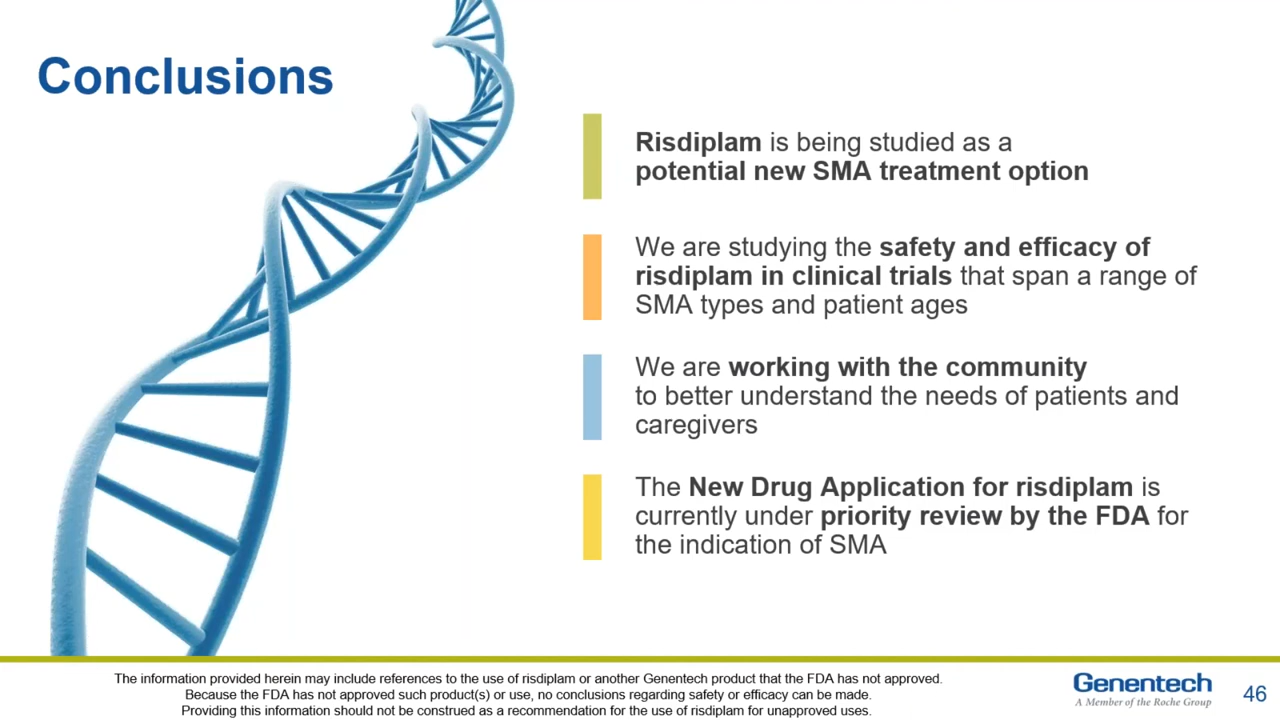 Conclusions
Risdiplam is being studied as a
potential new SMA treatment option
We are studying the safety and efficacy of
risdiplam in clinical trials that span a range of
SMA types and patient ages
We are working with the community
to better understand the needs of patients and
caregivers
The New Drug Application for risdiplam is
currently under priority review by the FDA for
the indication of SMA
The information provided herein may include references to the use of risdiplam or another Genentech product that the FDA has not approved.
Because the FDA has not approved such product(s) or use, no conclusions regarding safety or efficacy can be made.
Providing this information should not be construed as a recommendation for the use of risdiplam for unapproved uses.
Genentech
A Member of the Roche Group
46